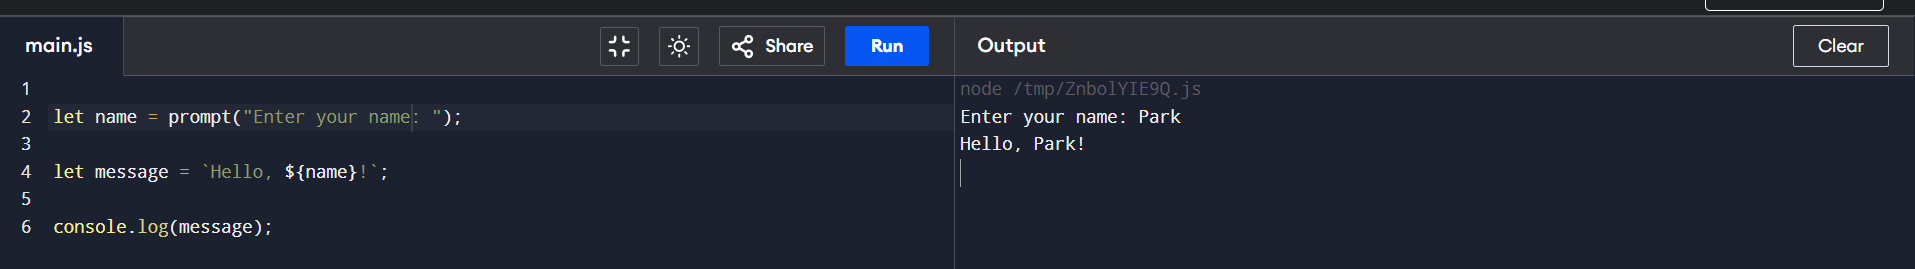 main.js
Share
Run
Output
Clear
1
2 let name = prompt("Enter your name: ");
3
4 let message = `Hello, ${name}!`;
5
6 console.log(message);
node /tmp/ZnbolYIE9Q.js
Enter your name: Park
Hello, Park!